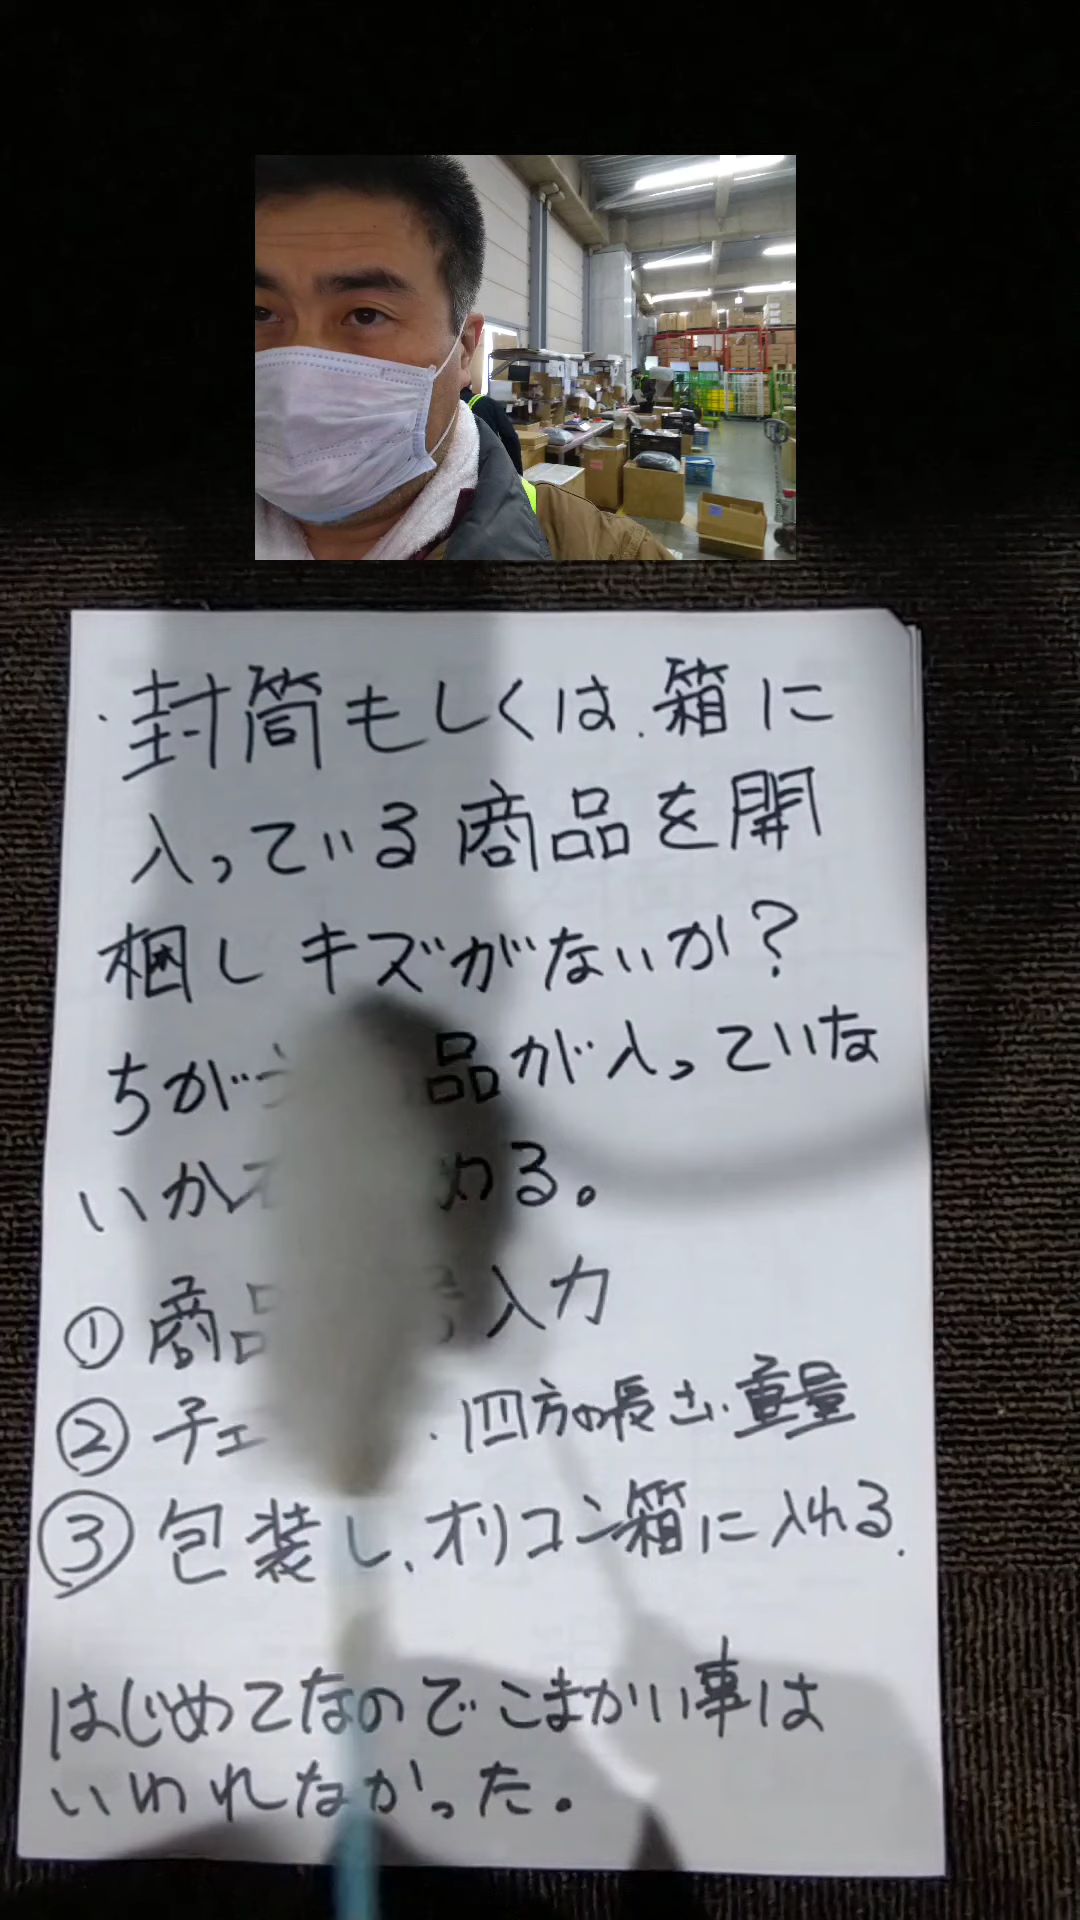 ・封筒もしくは、箱に
入っている商品を開
梱しキズがないか?
ちが 品が入っていな
いか める。
① 商品 入力
② チェ ・四方の長さ・重量
③ 包装し、オリコン箱に入れる.
はじめてなのでこまかい事は
いわれなかった。